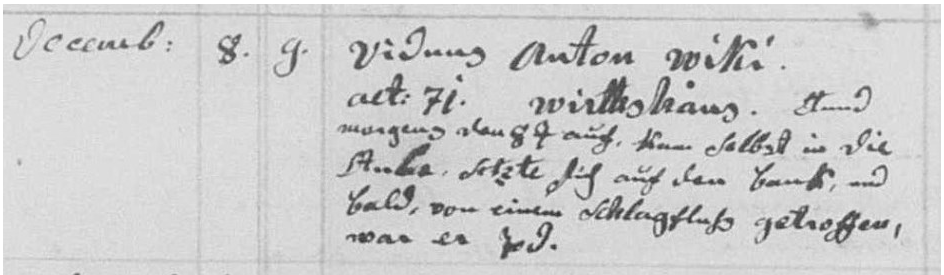 Decemb: 8. 9. Viduus Anton Wiki.
aet: 71. Wirthshaus. Stund
morgens den 8t auf, kam selbst in die
Stube, setzte sich auf den bank, und
bald, von einem Schlagfluß getroffen,
war er tod.